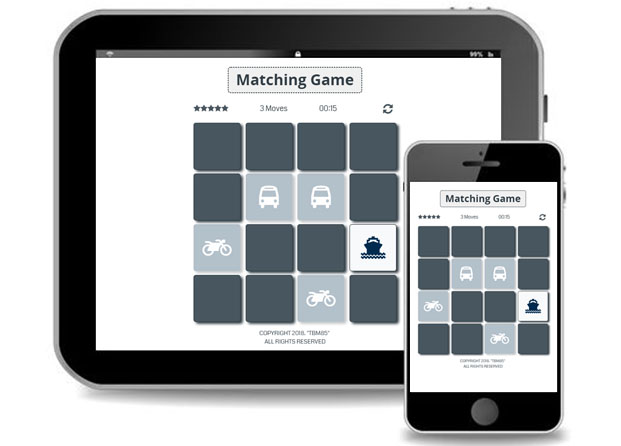 99%
Matching Game
3 Moves 00:15
COPYRIGHT 2018, "TBM85"
ALL RIGHTS RESERVED
Matching Game
3 Moves 00:15
COPYRIGHT 2018, "TBM85"
ALL RIGHTS RESERVED